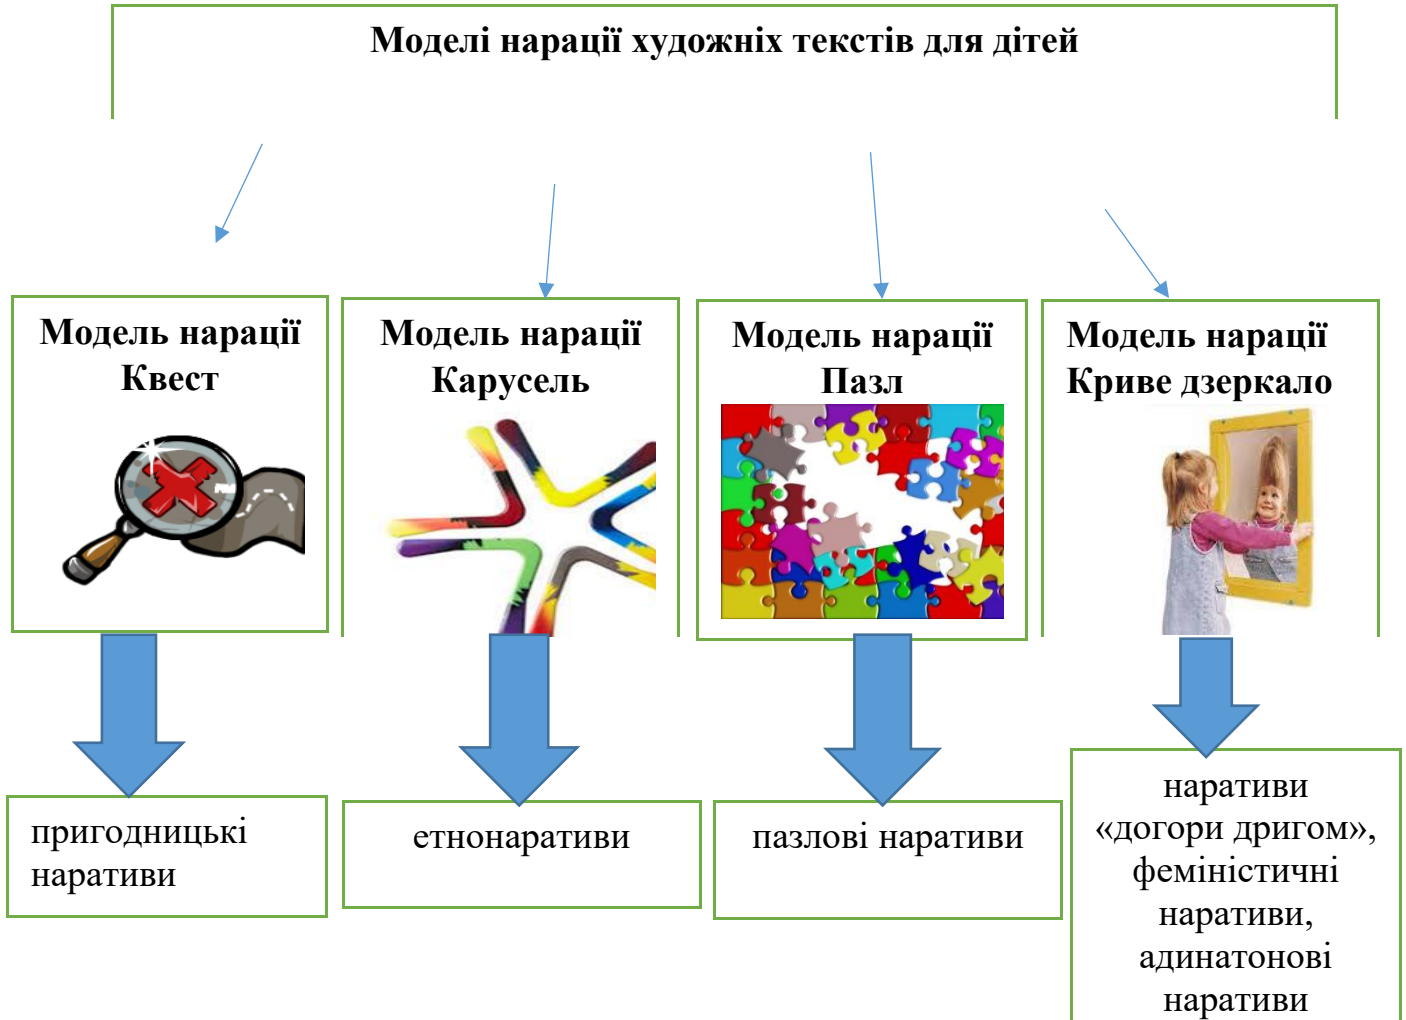 Моделі нарації художніх текстів для дітей
Модель нарації
Квест
Модель нарації
Карусель
Модель нарації
Пазл
Модель нарації
Криве дзеркало
пригодницькі
наративи
етнонаративи
пазлові наративи
наративи
«догори дригом»,
феміністичні
наративи,
адинатонові
наративи